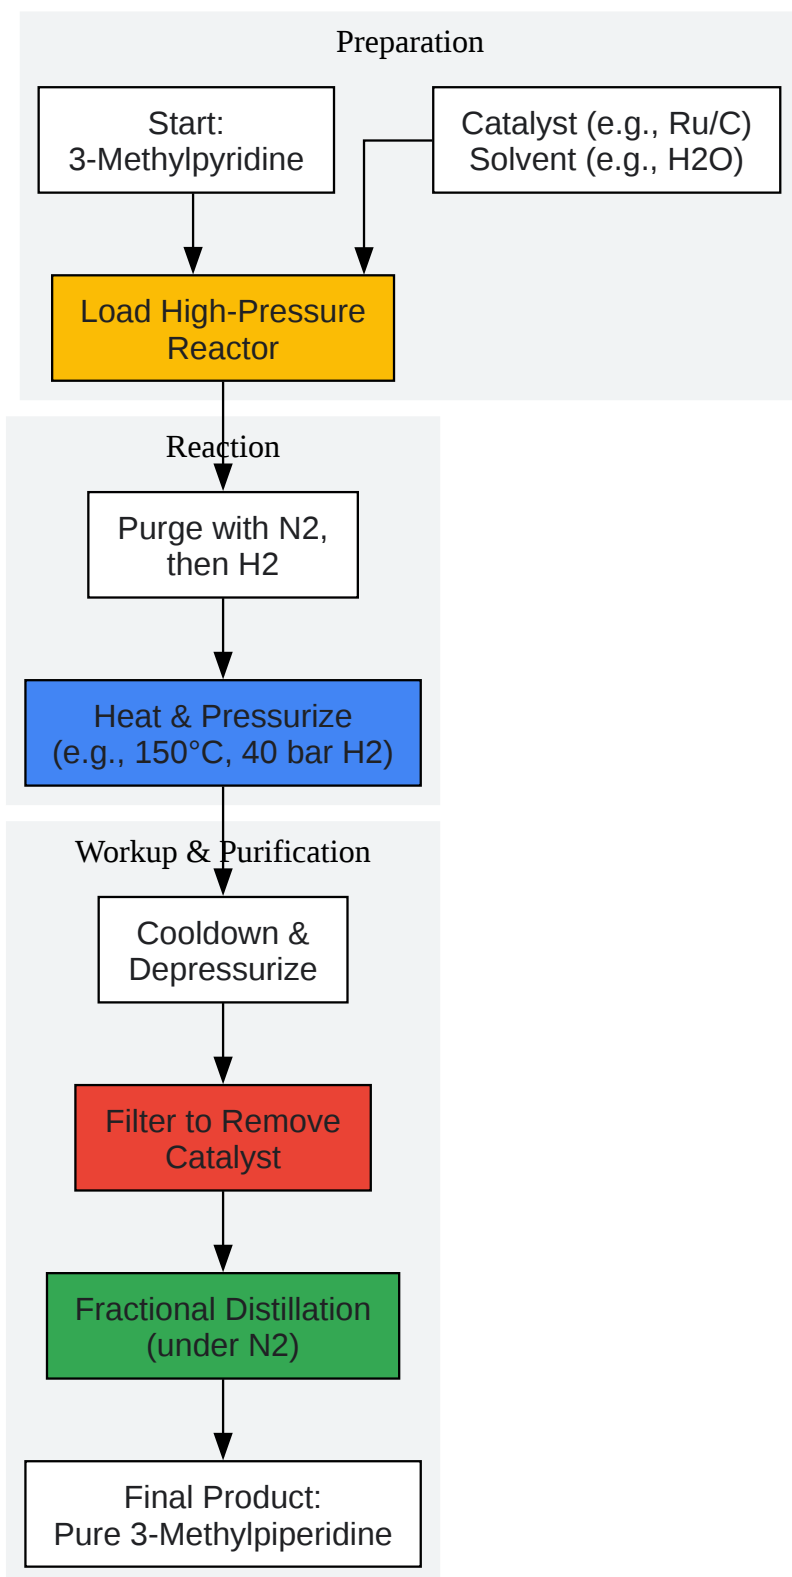 Preparation
Start:
3-Methylpyridine
Catalyst (e.g., Ru/C)
Solvent (e.g., H2O)
Load High-Pressure
Reactor
Reaction
Purge with N2,
then H2
Heat & Pressurize
(e.g., 150°C, 40 bar H2)
Workup & Purification
Cooldown &
Depressurize
Filter to Remove
Catalyst
Fractional Distillation
(under N2)
Final Product:
Pure 3-Methylpiperidine